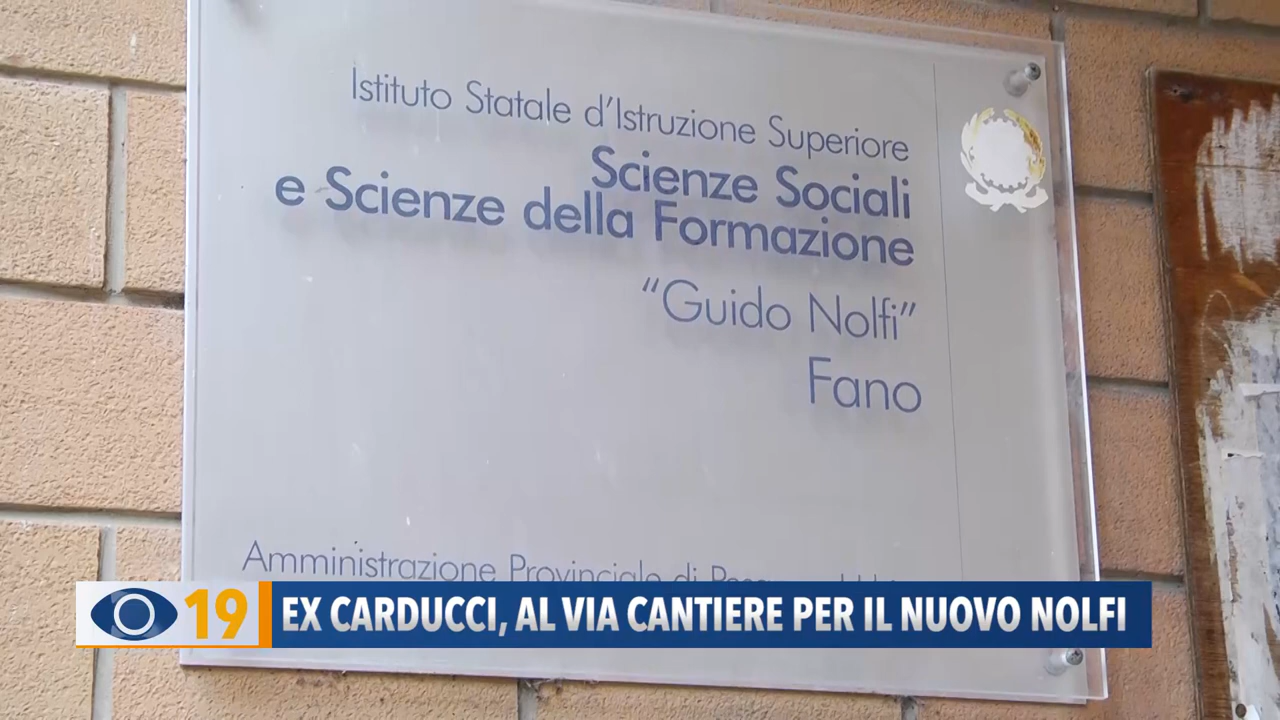 Istituto Statale d'Istruzione Superiore
Scienze Sociali
e Scienze della Formazione
"Guido Nolfi"
Fano
Amministrazione Provinciale di
19
EX CARDUCCI, AL VIA CANTIERE PER IL NUOVO NOLFI